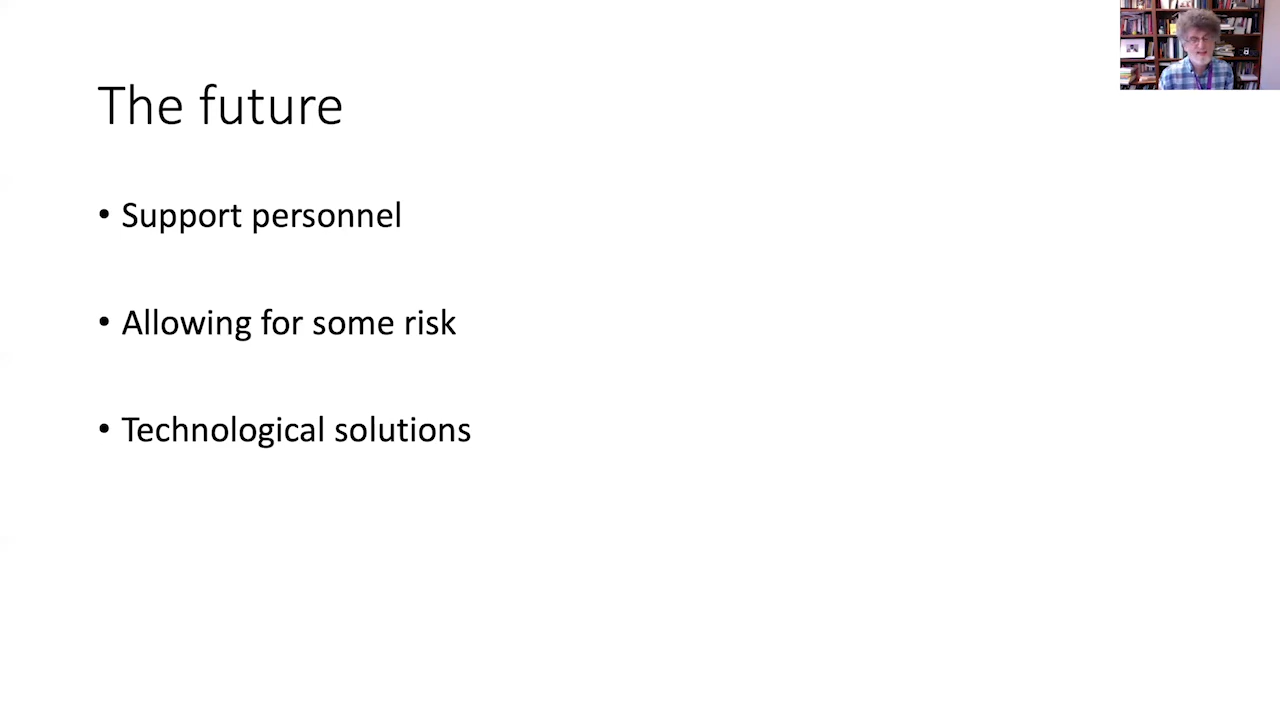 The future
• Support personnel
• Allowing for some risk
• Technological solutions